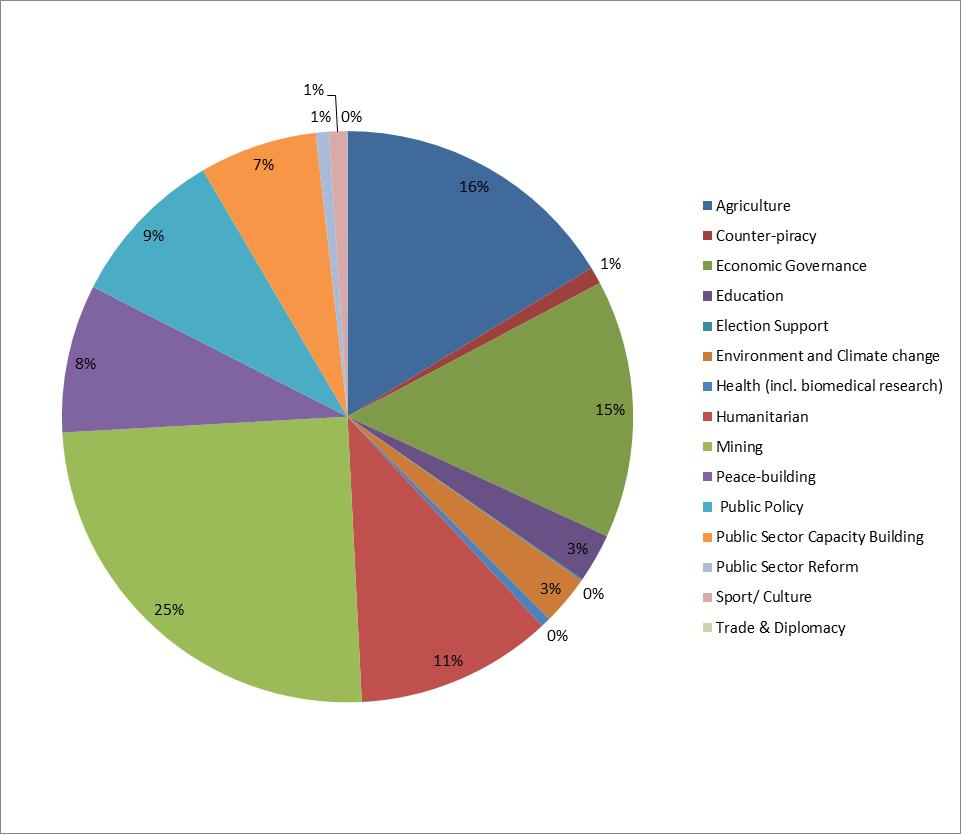 1%
1%
0%
7%
16%
9%
1%
8%
15%
3%
3%
0%
25%
0%
11%
Agriculture
Counter-piracy
Economic Governance
Education
Election Support
Environment and Climate change
Health (incl. biomedical research)
Humanitarian
Mining
Peace-building
Public Policy
Public Sector Capacity Building
Public Sector Reform
Sport/ Culture
Trade & Diplomacy